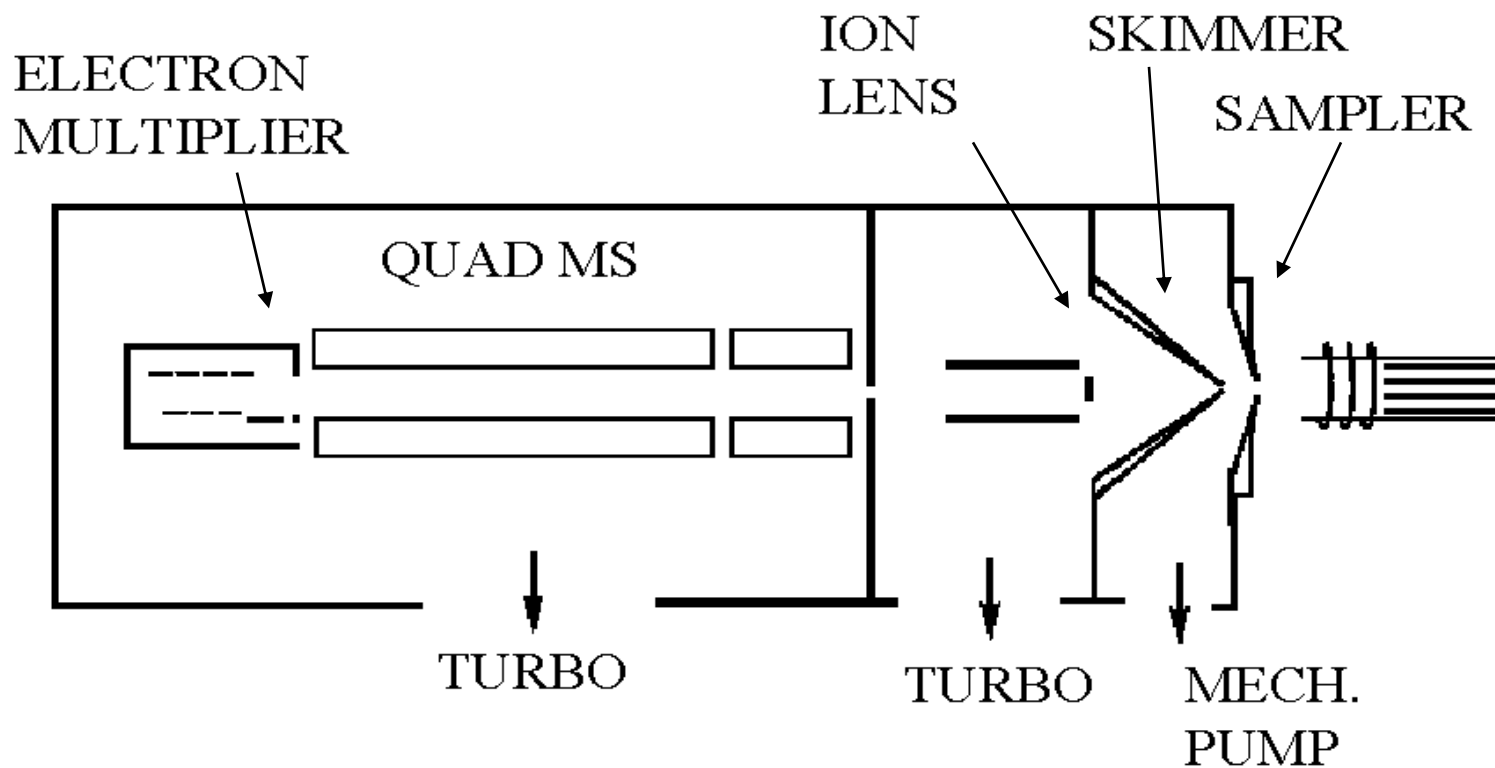 ELECTRON
MULTIPLIER
ION
LENS
SKIMMER
SAMPLER
QUAD MS
TURBO
TURBO
MECH.
PUMP